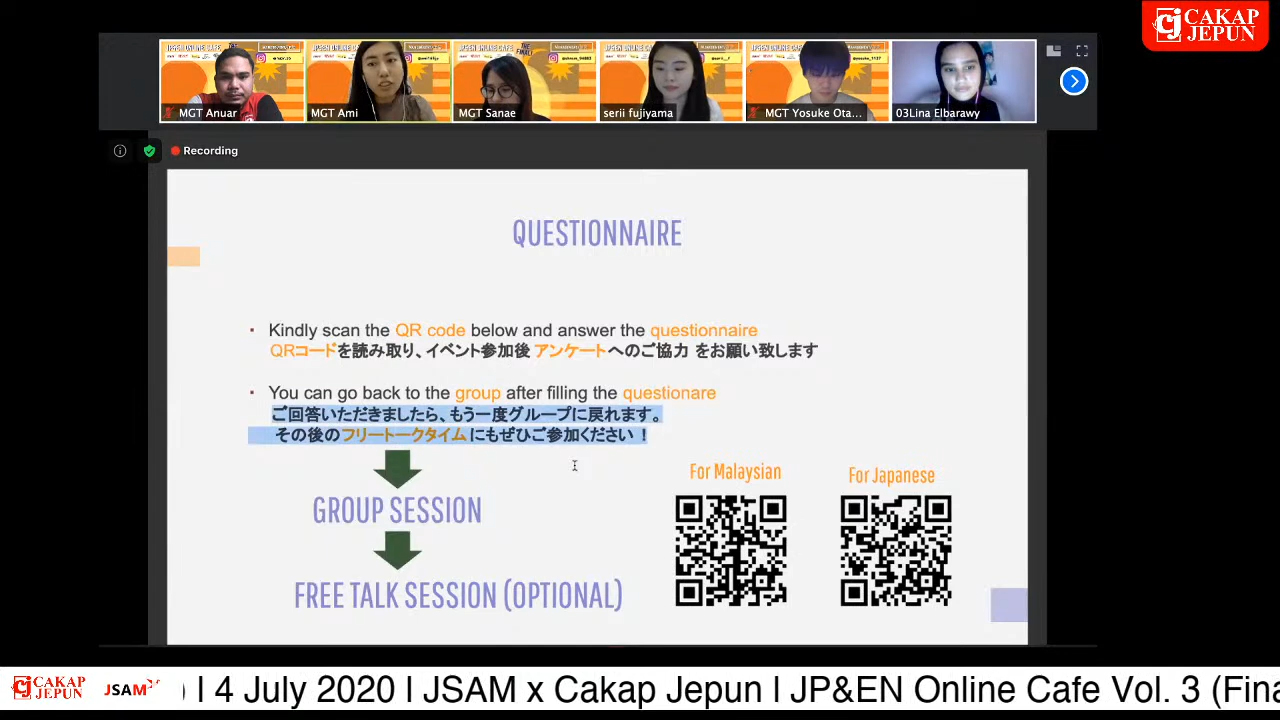 CAKAP
JEPUN
MGT Anuar
MGT Ami
MGT Sanae
serii fujiyama
MGT Yosuke Ota...
03Lina Elbarawy
Recording
QUESTIONNAIRE
Kindly scan the QR code below and answer the questionnaire
QRコードを読み取り、イベント参加後 アンケートへのご協力 をお願い致します
You can go back to the group after filling the questionare
ご回答いただきましたら、もう一度グループに戻れます。
その後のフリートークタイムにもぜひご参加ください！
GROUP SESSION
FREE TALK SESSION (OPTIONAL)
For Malaysian
For Japanese
CAKAP
JEPUN
JSAM
I 4 July 2020 I JSAM x Cakap Jepun I JP&EN Online Cafe Vol. 3 (Fina